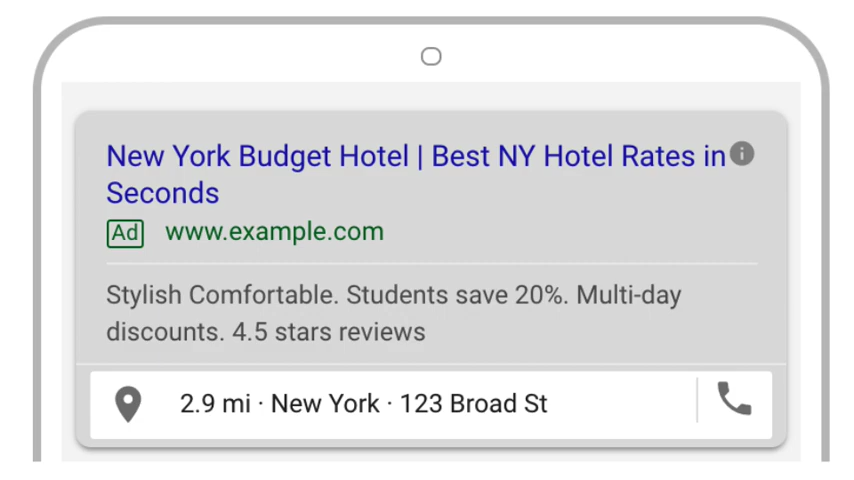 New York Budget Hotel | Best NY Hotel Rates in
Seconds
Ad www.example.com
Stylish Comfortable. Students save 20%. Multi-day
discounts. 4.5 stars reviews
2.9 mi · New York · 123 Broad St